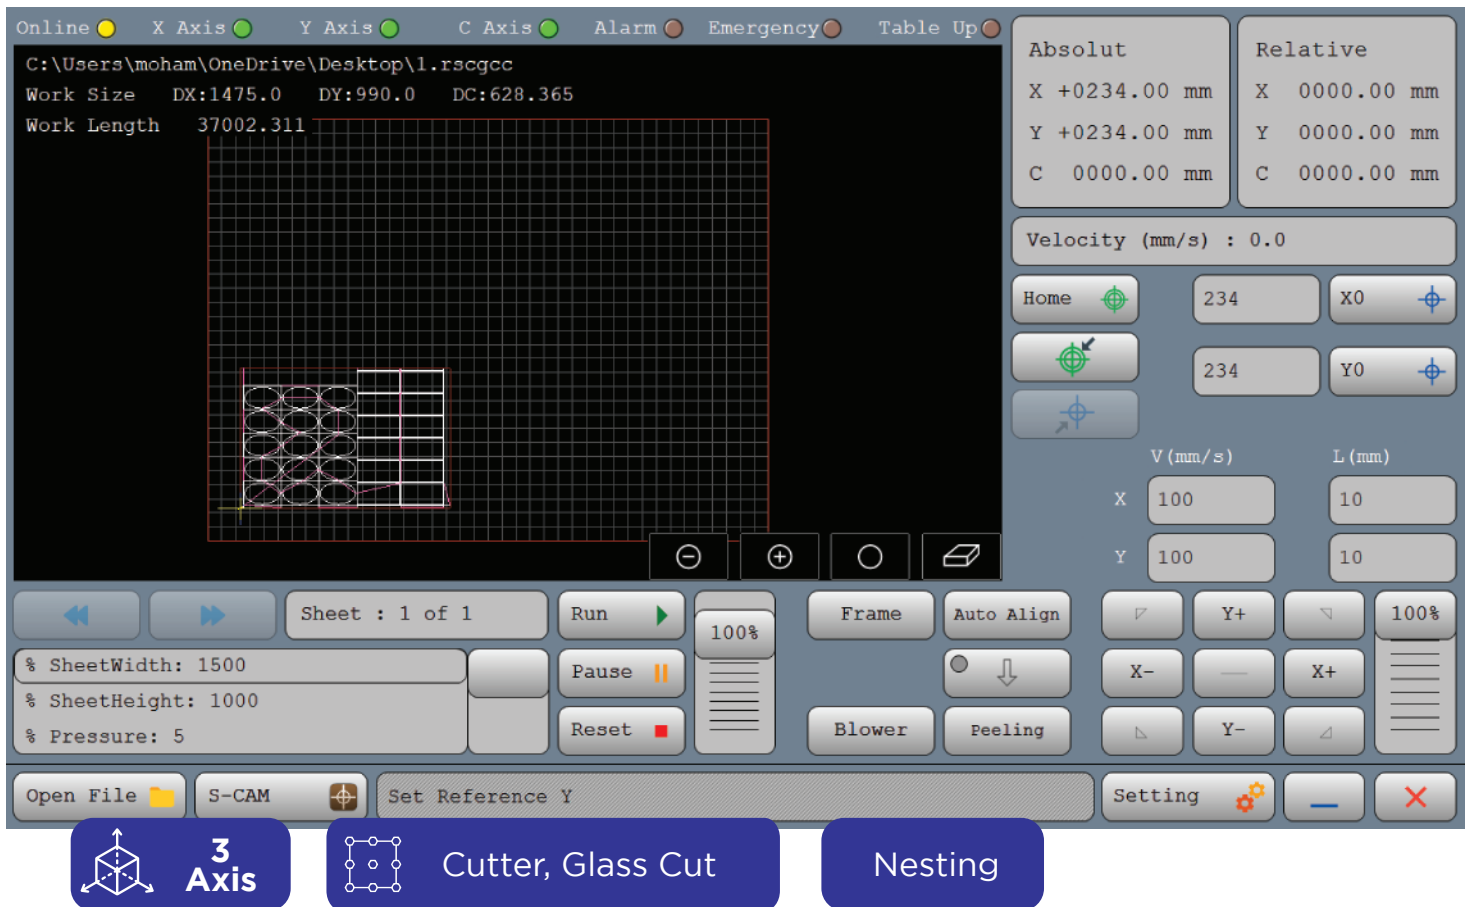 Online X Axis Y Axis C Axis Alarm Emergency Table Up
C:\Users\moham\OneDrive\Desktop\1.rscgcc
Work Size DX:1475.0 DY:990.0 DC:628.365
Work Length 37002.311
Absolut
X +0234.00 mm
Y +0234.00 mm
C 0000.00 mm
Relative
X 0000.00 mm
Y 0000.00 mm
C 0000.00 mm
Velocity (mm/s) : 0.0
Home 234 X0
234 Y0
V(mm/s) L(mm)
X 100 10
Y 100 10
Sheet : 1 of 1
Run
100%
Frame
Auto Align
Y+
100%
% SheetWidth: 1500
% SheetHeight: 1000
% Pressure: 5
Pause
X-
X+
Reset
Blower
Peeling
Y-
Open File
S-CAM
Set Reference Y
Setting
3
Axis
Cutter, Glass Cut
Nesting